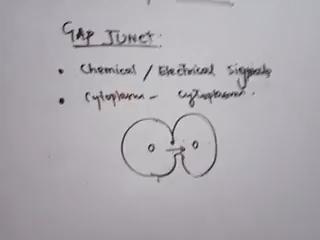 GAP JUNCT:
• Chemical / Electrical Signals
• Cytoplasm - Cytoplasm.